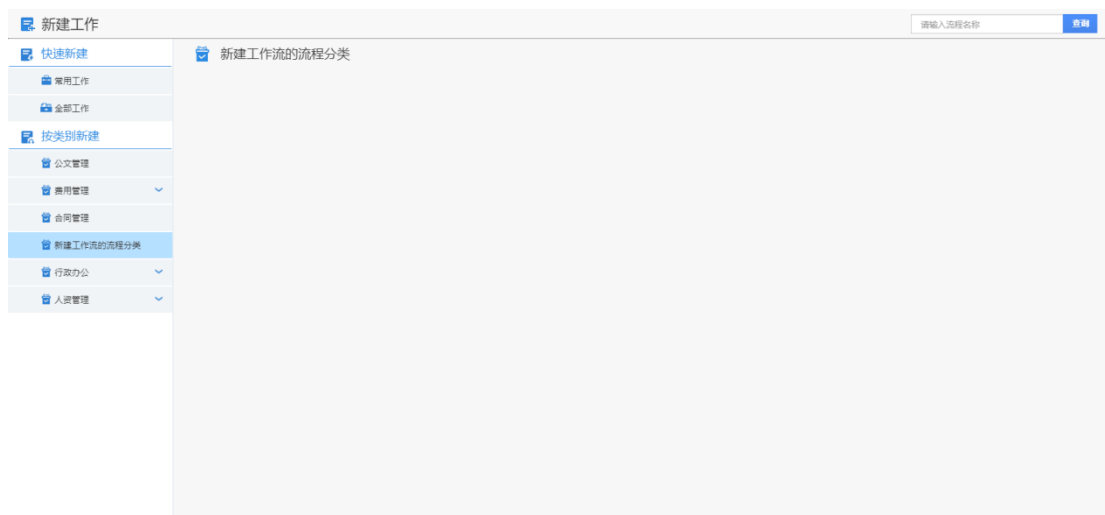 新建工作
请输入流程名称
查询
快速新建
常用工作
全部工作
按类别新建
公文管理
费用管理
合同管理
新建工作流的流程分类
行政办公
人资管理
新建工作流的流程分类